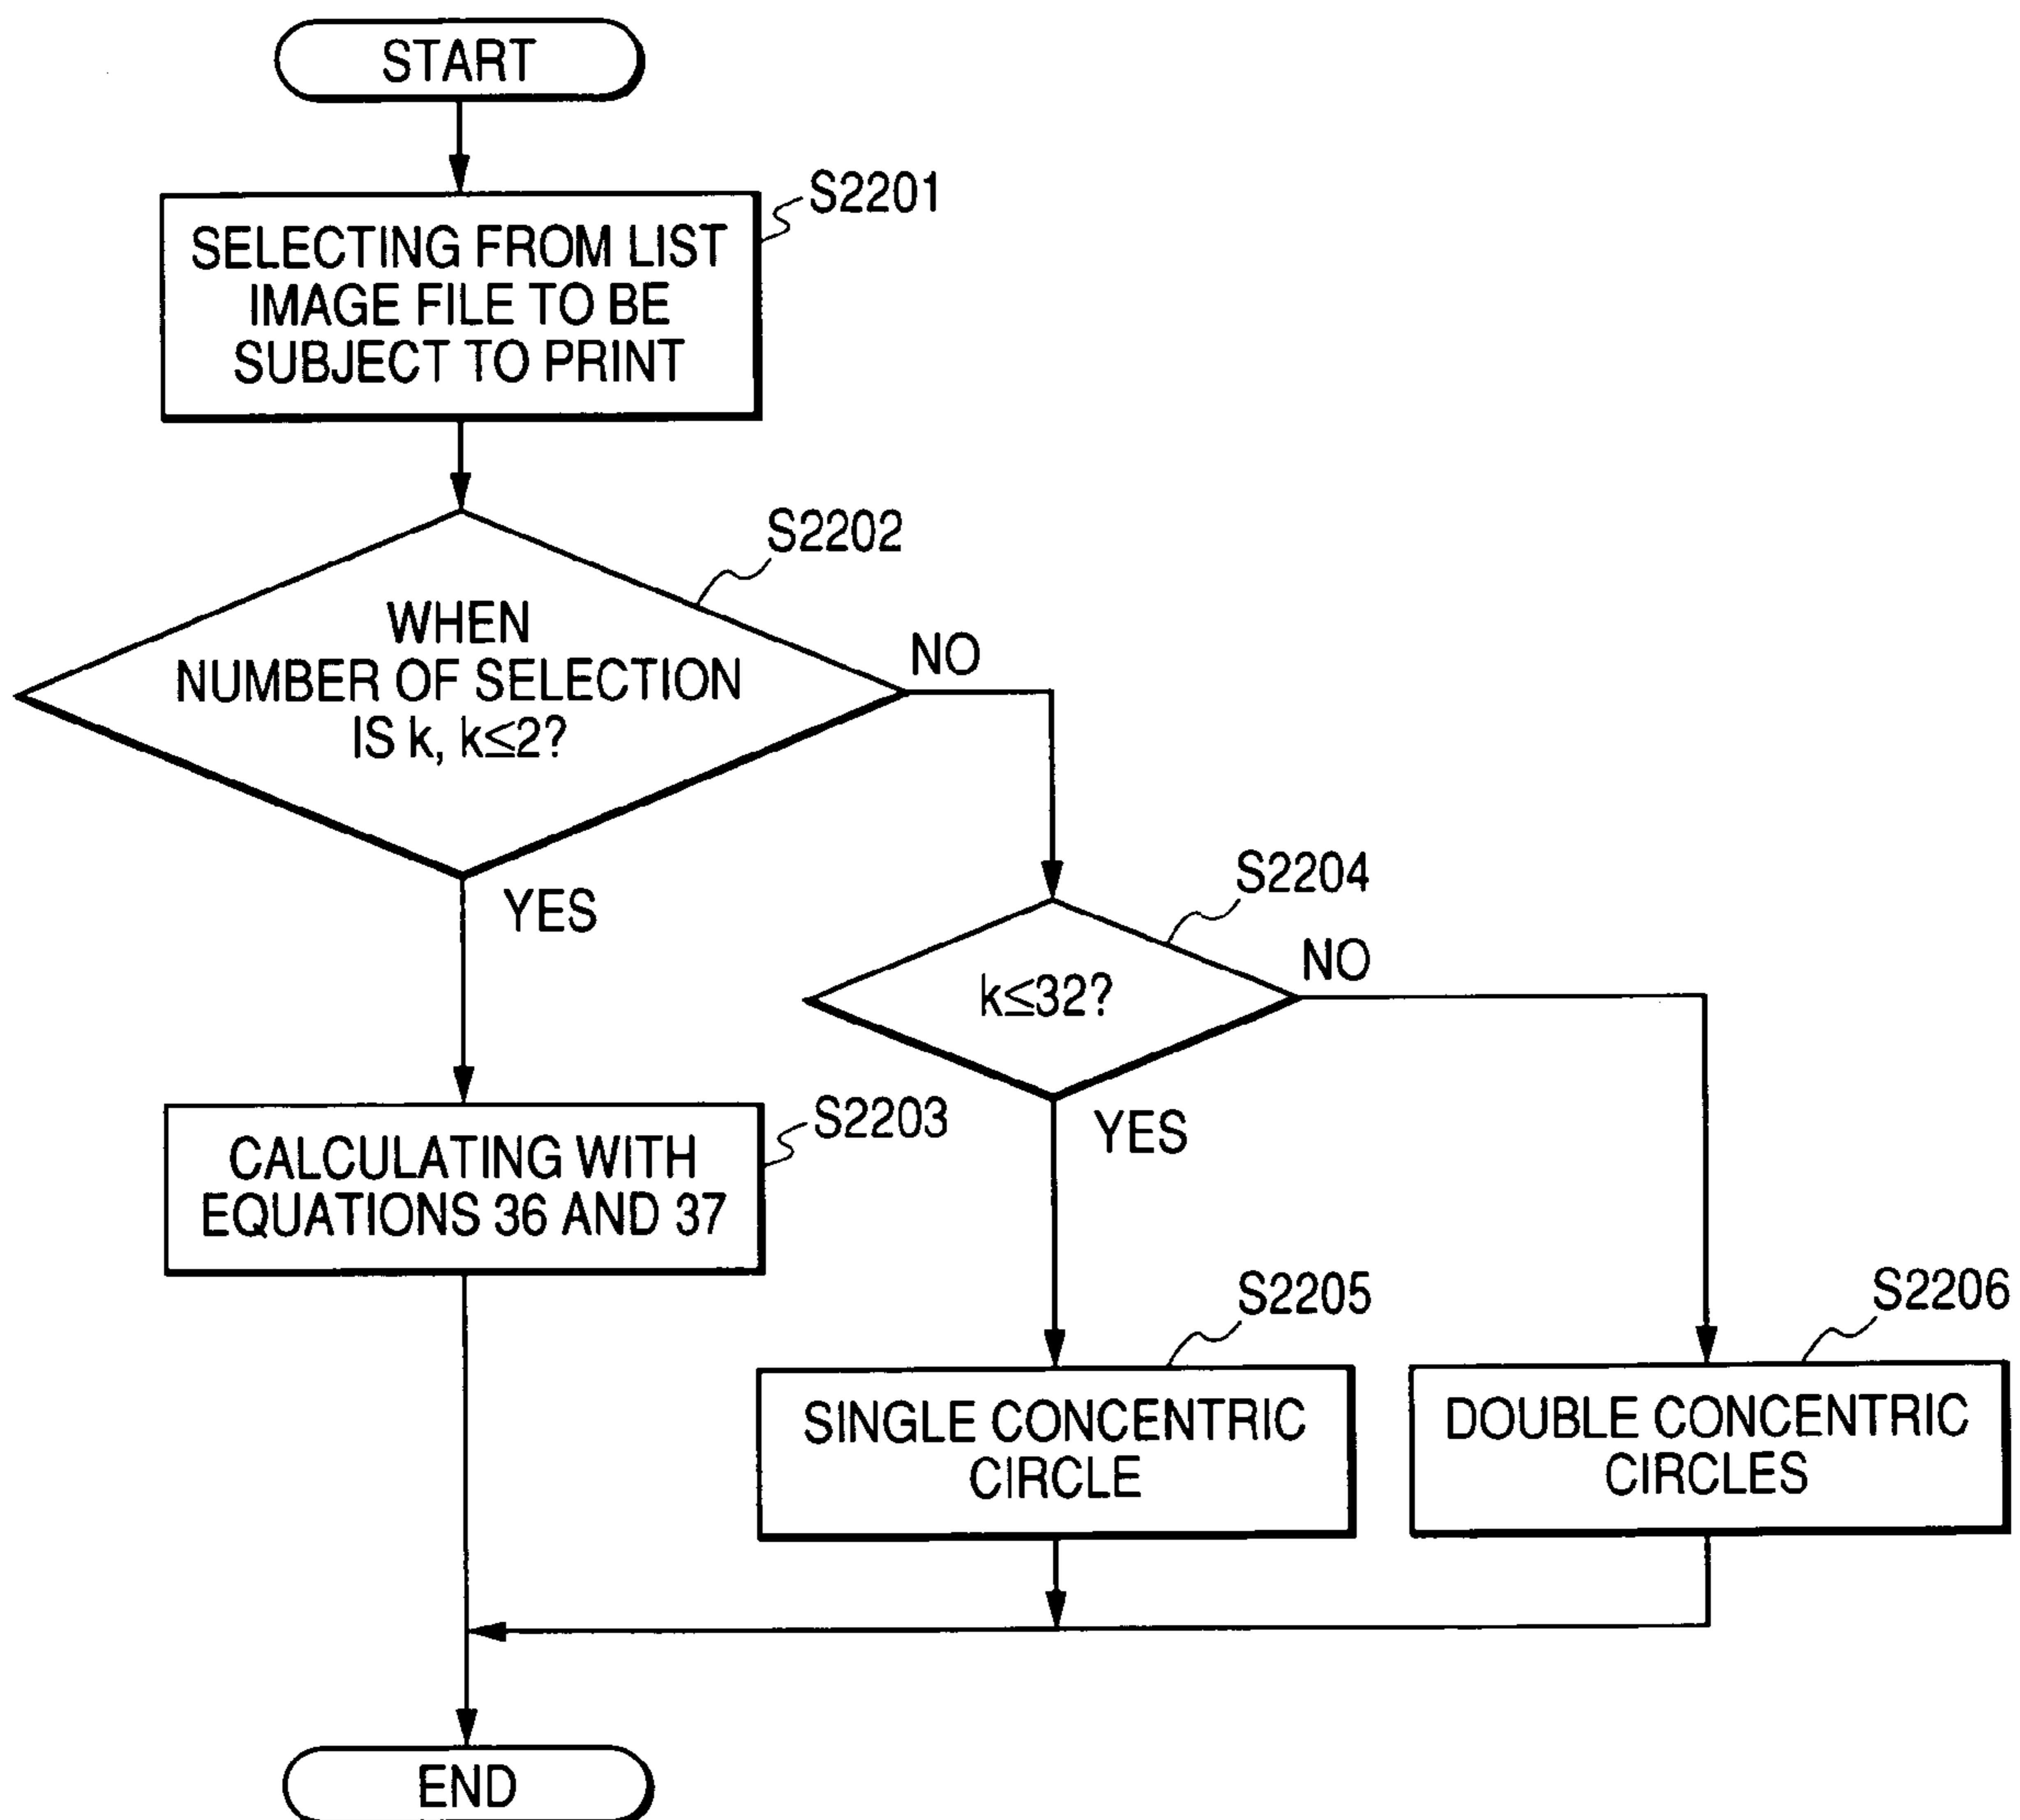 START
S2201
SELECTING FROM LIST
IMAGE FILE TO BE
SUBJECT TO PRINT
S2202
WHEN
NUMBER OF SELECTION
IS k, k≤2?
NO
YES
S2204
k≤32?
NO
YES
S2203
CALCULATING WITH
EQUATIONS 36 AND 37
S2205
SINGLE CONCENTRIC
CIRCLE
S2206
DOUBLE CONCENTRIC
CIRCLES
END